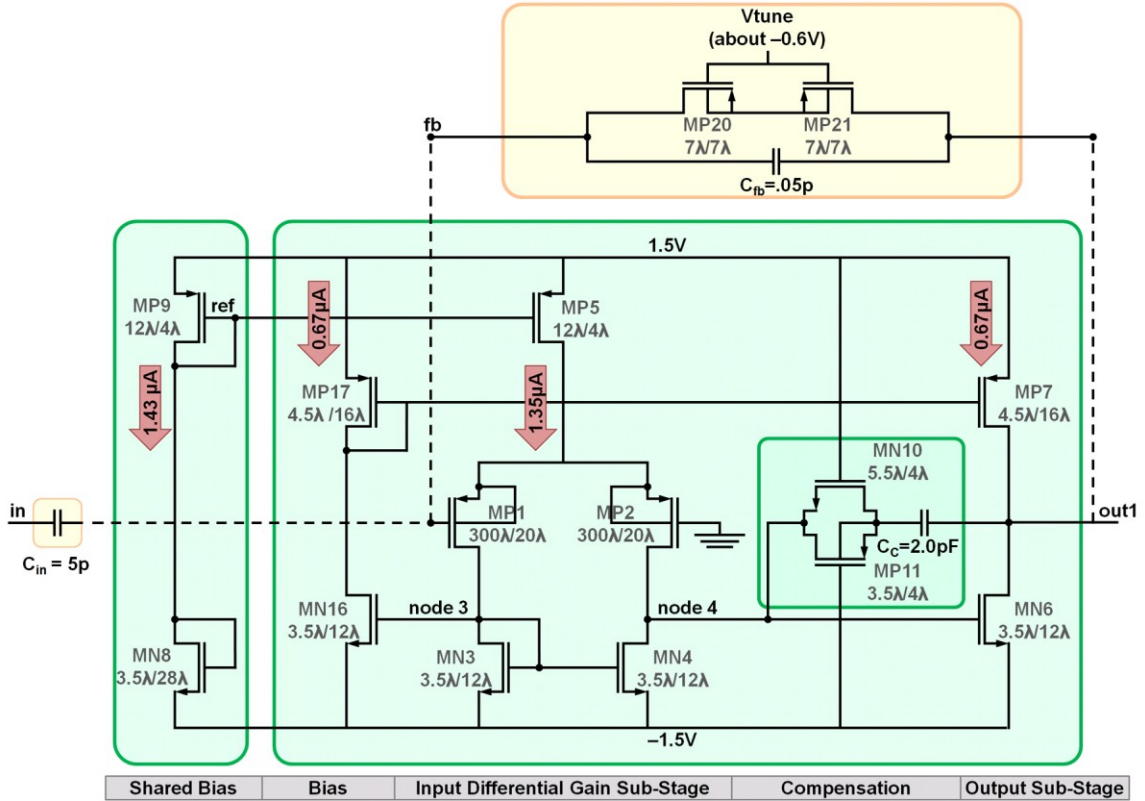 Vtune
(about –0.6V)
MP20
7λ/7λ
MP21
7λ/7λ
fb
Cfb=.05p
1.5V
MP9
12λ/4λ
ref
0.67µA
MP5
12λ/4λ
0.67µA
1.43 µA
MP17
4.5λ /16λ
1.35µA
MP7
4.5λ/16λ
MN10
5.5λ/4λ
in
Cin = 5p
MP1
300λ/20λ
MP2
300λ/20λ
out1
CC=2.0pF
MP11
3.5λ/4λ
MN16
3.5λ/12λ
node 3
node 4
MN6
3.5λ/12λ
MN8
3.5λ/28λ
MN3
3.5λ/12λ
MN4
3.5λ/12λ
–1.5V
Shared Bias
Bias
Input Differential Gain Sub-Stage
Compensation
Output Sub-Stage